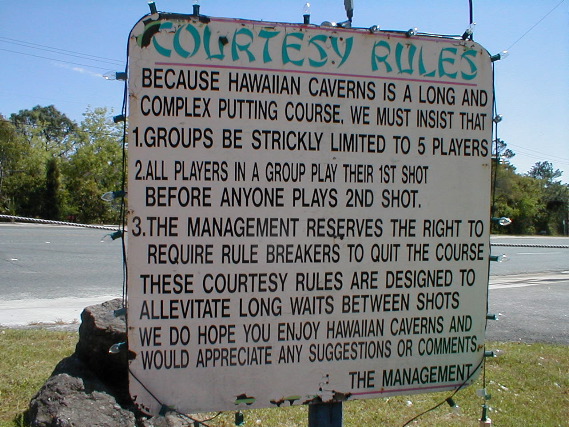 COURTESY RULES
BECAUSE HAWAIIAN CAVERNS IS A LONG AND
COMPLEX PUTTING COURSE, WE MUST INSIST THAT
1.GROUPS BE STRICKLY LIMITED TO 5 PLAYERS
2.ALL PLAYERS IN A GROUP PLAY THEIR 1ST SHOT
BEFORE ANYONE PLAYS 2ND SHOT.
3.THE MANAGEMENT RESERVES THE RIGHT TO
REQUIRE RULE BREAKERS TO QUIT THE COURSE
THESE COURTESY RULES ARE DESIGNED TO
ALLEVITATE LONG WAITS BETWEEN SHOTS
WE DO HOPE YOU ENJOY HAWAIIAN CAVERNS AND
WOULD APPRECIATE ANY SUGGESTIONS OR COMMENTS.
THE MANAGEMENT